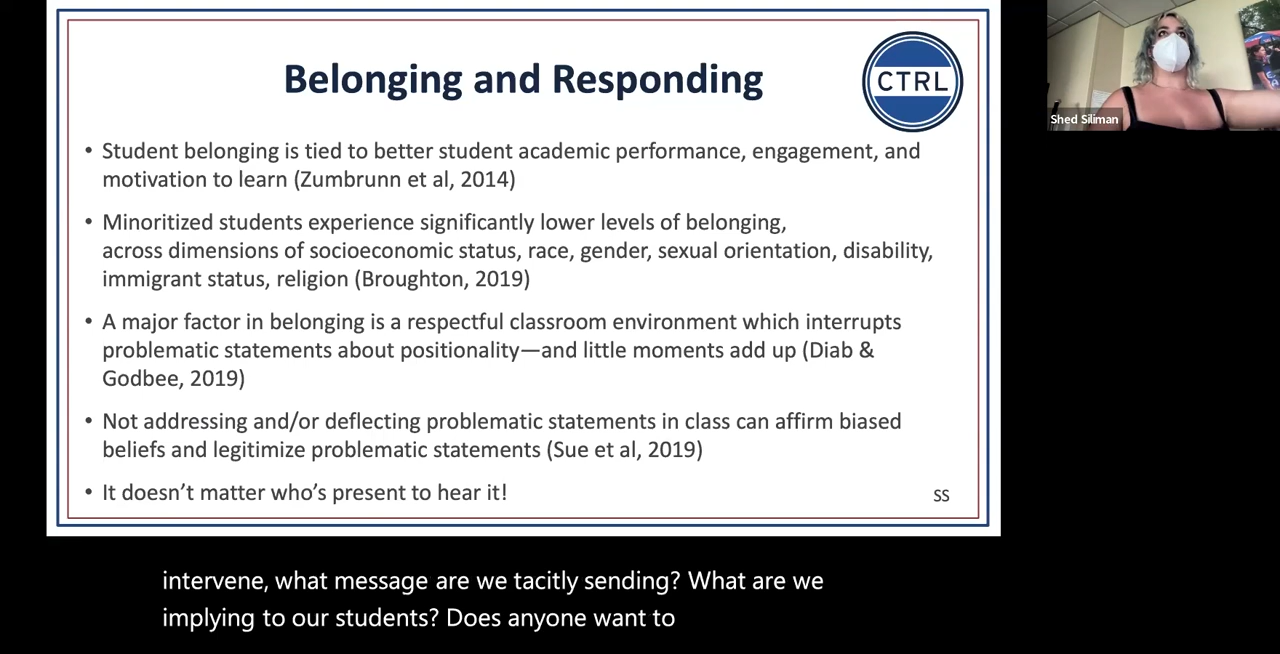 Belonging and Responding
CTRL
• Student belonging is tied to better student academic performance, engagement, and
motivation to learn (Zumbrunn et al, 2014)
• Minoritized students experience significantly lower levels of belonging,
across dimensions of socioeconomic status, race, gender, sexual orientation, disability,
immigrant status, religion (Broughton, 2019)
• A major factor in belonging is a respectful classroom environment which interrupts
problematic statements about positionality—and little moments add up (Diab &
Godbee, 2019)
• Not addressing and/or deflecting problematic statements in class can affirm biased
beliefs and legitimize problematic statements (Sue et al, 2019)
• It doesn’t matter who’s present to hear it!
SS
Shed Siliman
intervene, what message are we tacitly sending? What are we
implying to our students? Does anyone want to